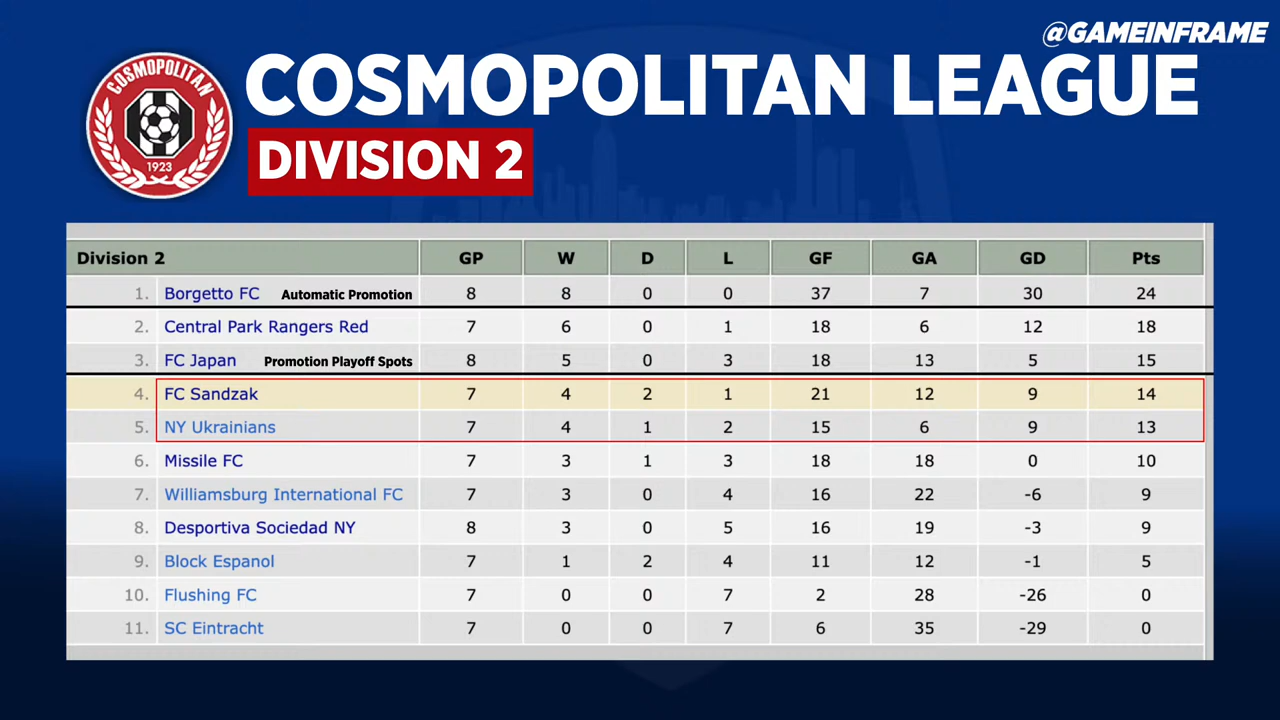 @GAMEINFRAME
COSMOPOLITAN
1923
COSMOPOLITAN LEAGUE
DIVISION 2
Division 2 GP W D L GF GA GD Pts
1. Borgetto FC Automatic Promotion 8 8 0 0 37 7 30 24
2. Central Park Rangers Red 7 6 0 1 18 6 12 18
3. FC Japan Promotion Playoff Spots 8 5 0 3 18 13 5 15
4. FC Sandzak 7 4 2 1 21 12 9 14
5. NY Ukrainians 7 4 1 2 15 6 9 13
6. Missile FC 7 3 1 3 18 18 0 10
7. Williamsburg International FC 7 3 0 4 16 22 -6 9
8. Desportiva Sociedad NY 8 3 0 5 16 19 -3 9
9. Block Espanol 7 1 2 4 11 12 -1 5
10. Flushing FC 7 0 0 7 2 28 -26 0
11. SC Eintracht 7 0 0 7 6 35 -29 0